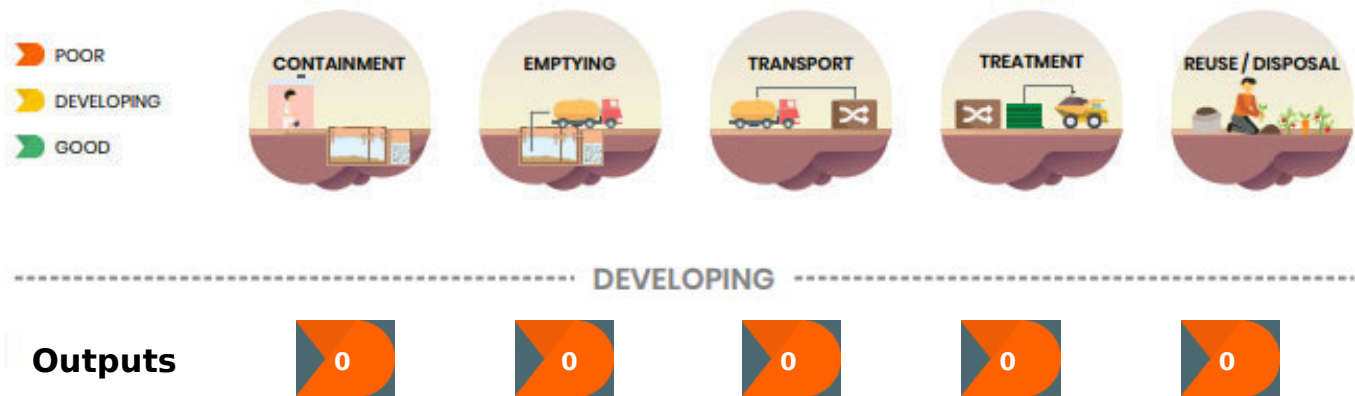 POOR
DEVELOPING
GOOD
CONTAINMENT
EMPTYING
TRANSPORT
TREATMENT
REUSE / DISPOSAL
DEVELOPING
Outputs 0 0 0 0 0